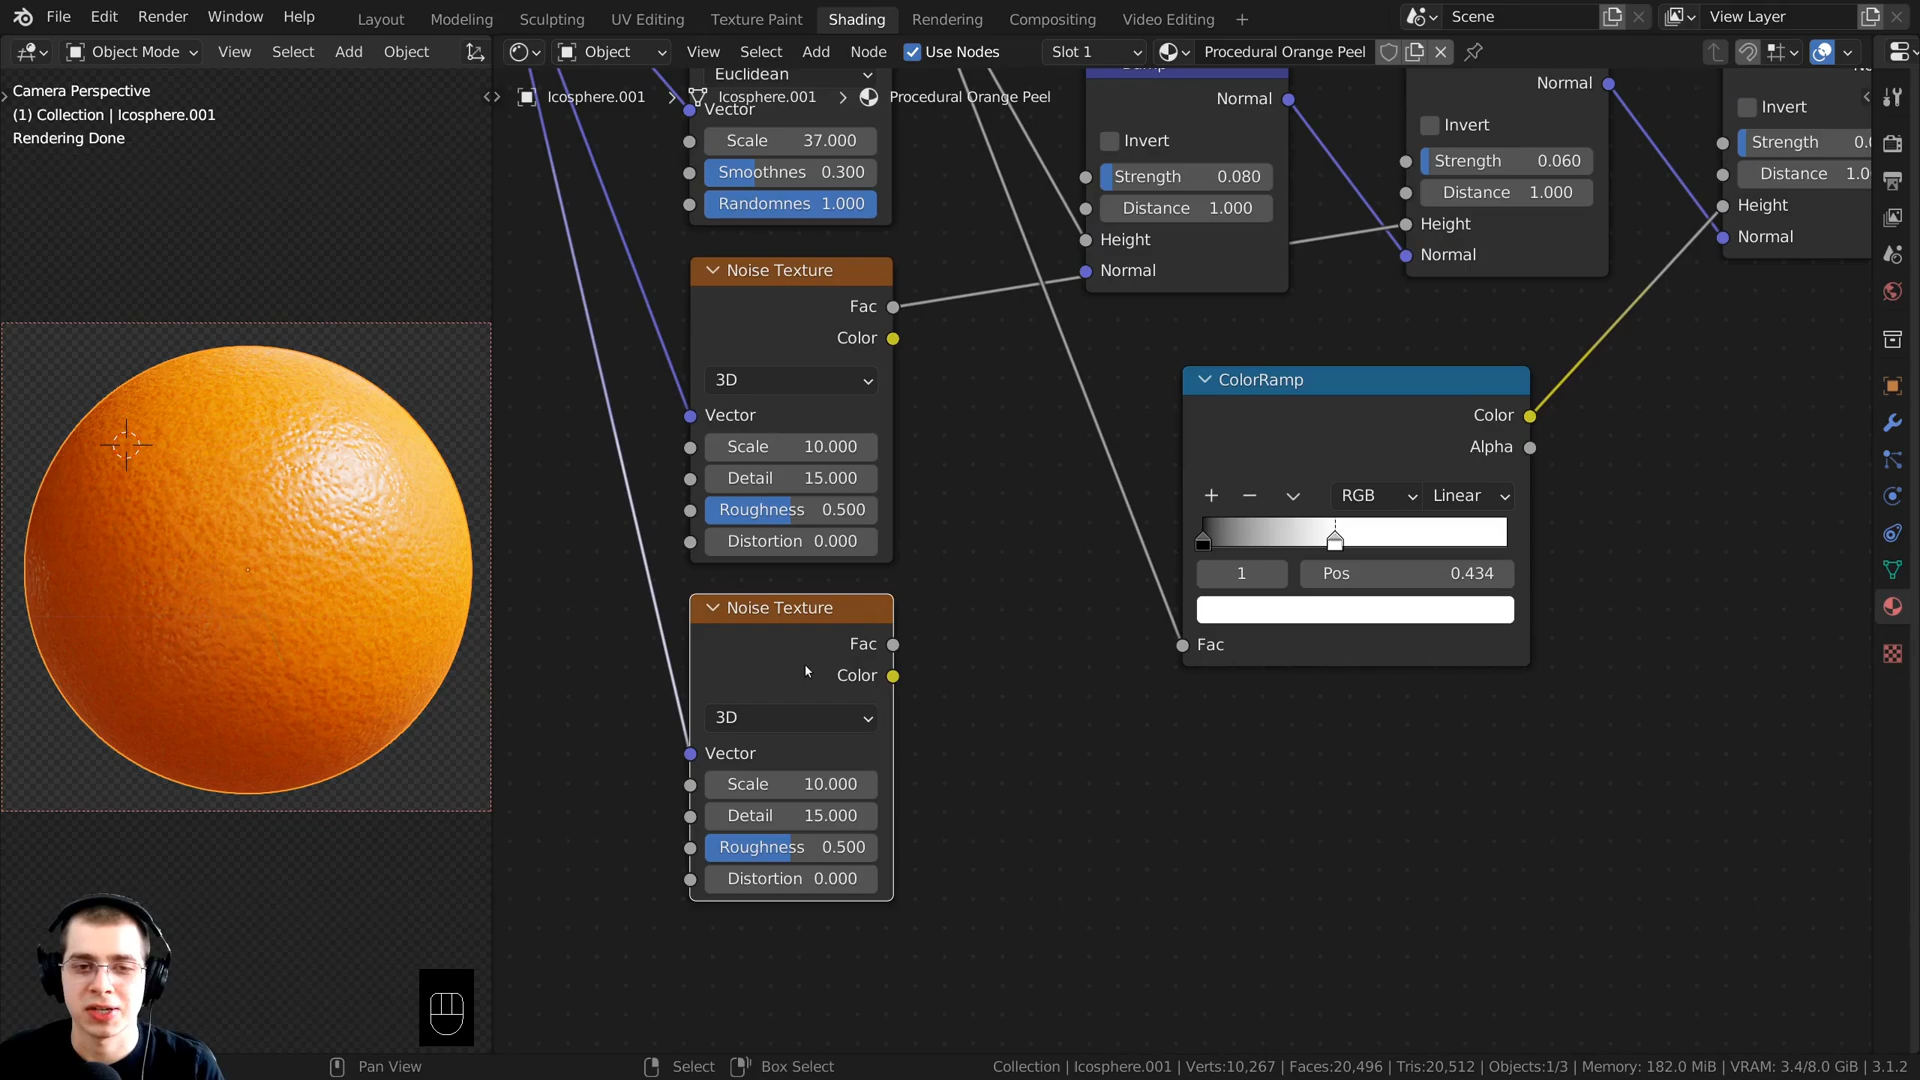 File Edit Render Window Help Layout Modeling Sculpting UV Editing Texture Paint Shading Rendering Compositing Video Editing + Scene View Layer
Object Mode View Select Add Object Object View Select Add Node Use Nodes Slot 1 Procedural Orange Peel
Camera Perspective
(1) Collection | Icosphere.001
Rendering Done
Icosphere.001 Icosphere.001 Procedural Orange Peel
Euclidean
Vector
Scale 37.000
Smoothnes 0.300
Randomnes 1.000
Noise Texture
Fac
Color
3D
Vector
Scale 10.000
Detail 15.000
Roughness 0.500
Distortion 0.000
Noise Texture
Fac
Color
3D
Vector
Scale 10.000
Detail 15.000
Roughness 0.500
Distortion 0.000
Normal
Invert
Strength 0.080
Distance 1.000
Height
Normal
Normal
Invert
Strength 0.060
Distance 1.000
Height
Normal
Invert
Strength
Distance
Height
Normal
ColorRamp
Color
Alpha
RGB Linear
1 Pos 0.434
Fac
Pan View Select Box Select Collection | Icosphere.001 | Verts:10,267 | Faces:20,496 | Tris:20,512 | Objects:1/3 | Memory: 182.0 MiB | VRAM: 3.4/8.0 GiB | 3.1.2